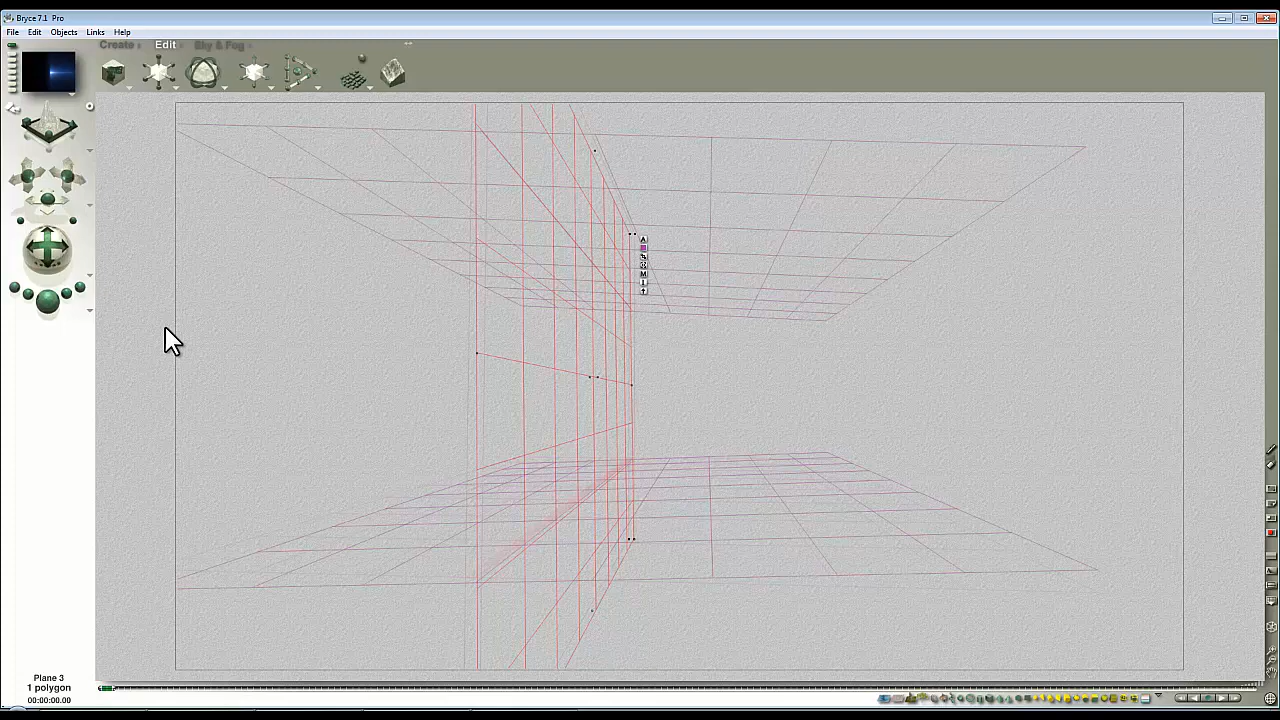 Bryce 7.1 Pro
File Edit Objects Links Help
Create Edit Sky & Fog
A
M
Plane 3
1 polygon
00:00:00.00